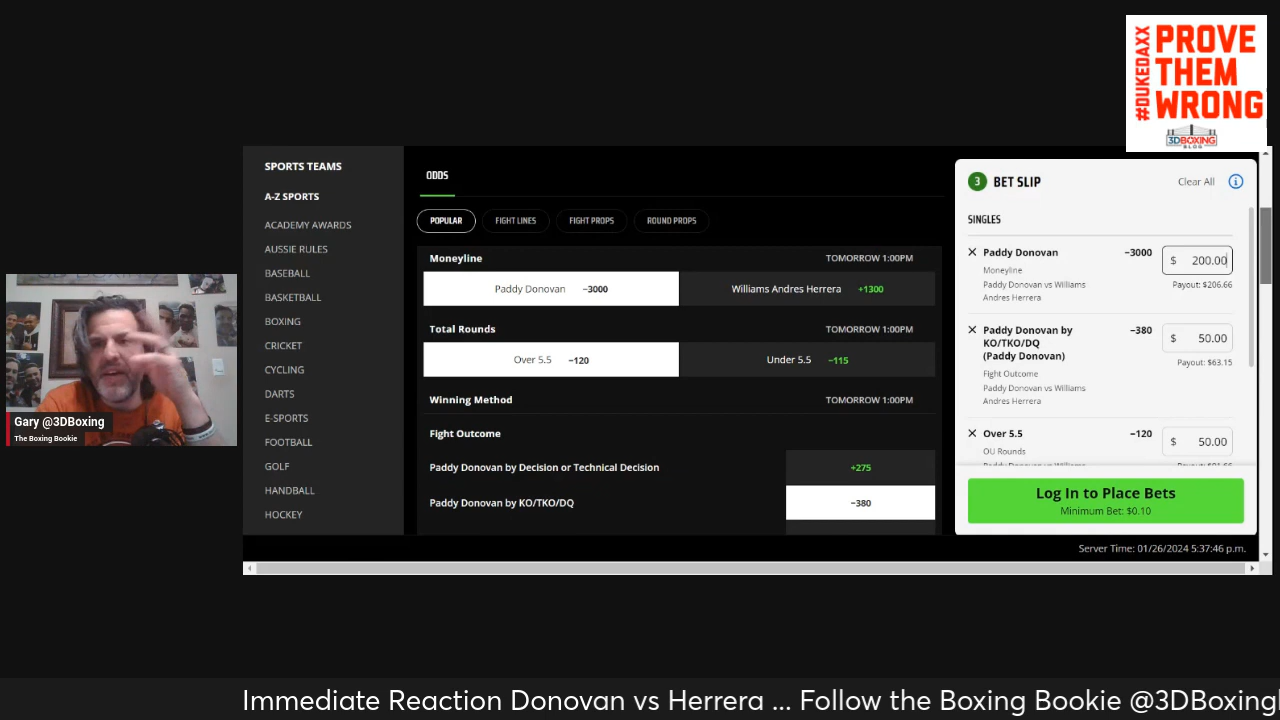 #DUKEDAXX
PROVE
THEM
WRONG
3DBOXING
BLOG
SPORTS TEAMS
A-Z SPORTS
ACADEMY AWARDS
AUSSIE RULES
BASEBALL
BASKETBALL
BOXING
CRICKET
CYCLING
DARTS
E-SPORTS
FOOTBALL
GOLF
HANDBALL
HOCKEY
ODDS
POPULAR
FIGHT LINES
FIGHT PROPS
ROUND PROPS
Moneyline TOMORROW 1:00PM
Paddy Donovan −3000
Williams Andres Herrera +1300
Total Rounds TOMORROW 1:00PM
Over 5.5 −120
Under 5.5 −115
Winning Method TOMORROW 1:00PM
Fight Outcome
Paddy Donovan by Decision or Technical Decision +275
Paddy Donovan by KO/TKO/DQ −380
3 BET SLIP Clear All i
SINGLES
× Paddy Donovan −3000 $ 200.00
Moneyline
Payout: $206.66
Paddy Donovan vs Williams
Andres Herrera
× Paddy Donovan by −380 $ 50.00
KO/TKO/DQ
(Paddy Donovan)
Payout: $63.15
Fight Outcome
Paddy Donovan vs Williams
Andres Herrera
× Over 5.5 −120 $ 50.00
OU Rounds
Paddy Donovan vs Williams
Log In to Place Bets
Minimum Bet: $0.10
Server Time: 01/26/2024 5:37:46 p.m.
Gary @3DBoxing
The Boxing Bookie
Immediate Reaction Donovan vs Herrera ... Follow the Boxing Bookie @3DBoxing